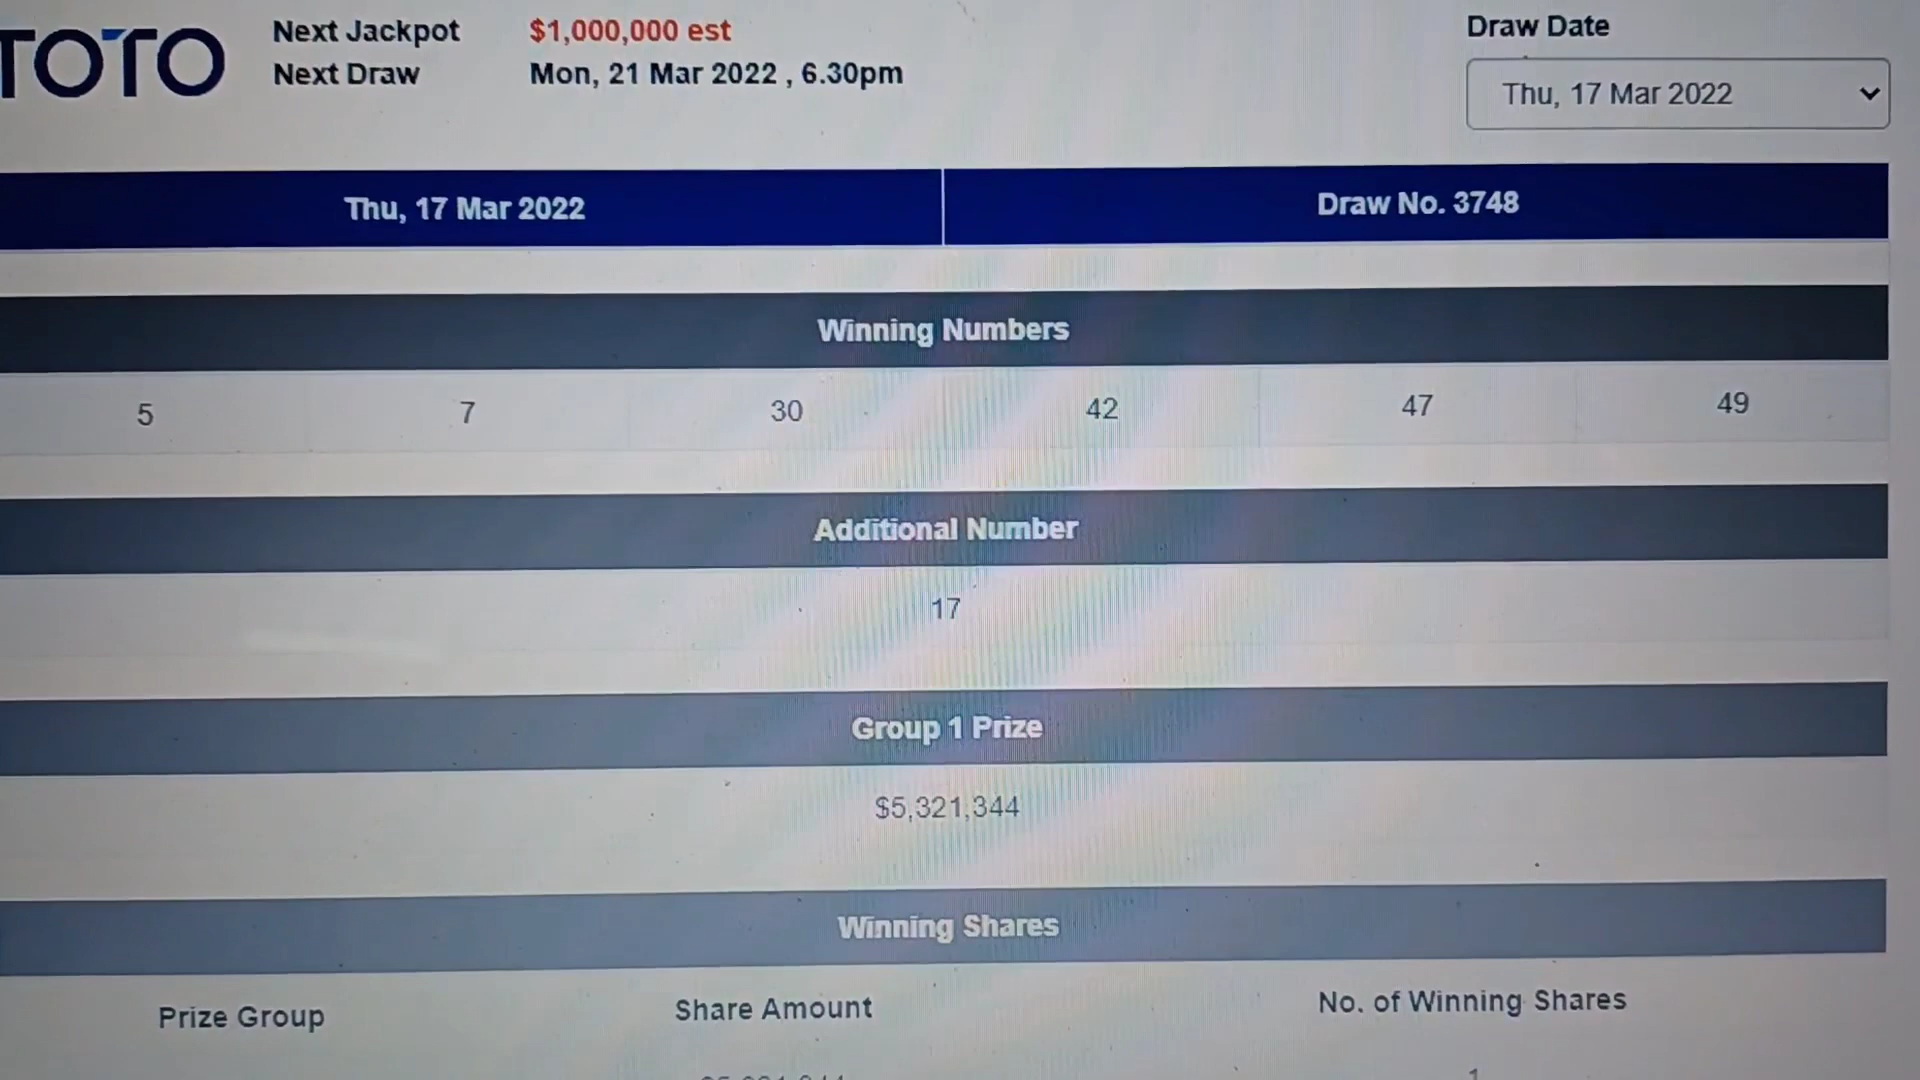 TOTO
Next Jackpot $1,000,000 est
Next Draw Mon, 21 Mar 2022 , 6.30pm
Draw Date
Thu, 17 Mar 2022
Thu, 17 Mar 2022 Draw No. 3748
Winning Numbers
5 7 30 42 47 49
Additional Number
17
Group 1 Prize
$5,321,344
Winning Shares
Prize Group Share Amount No. of Winning Shares